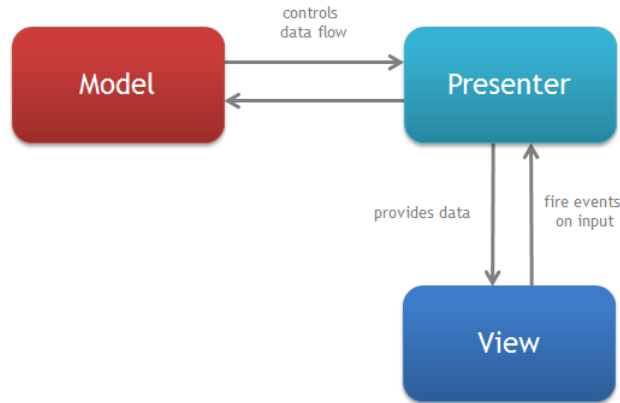 controls
data flow
Model
Presenter
provides data
fire events
on input
View